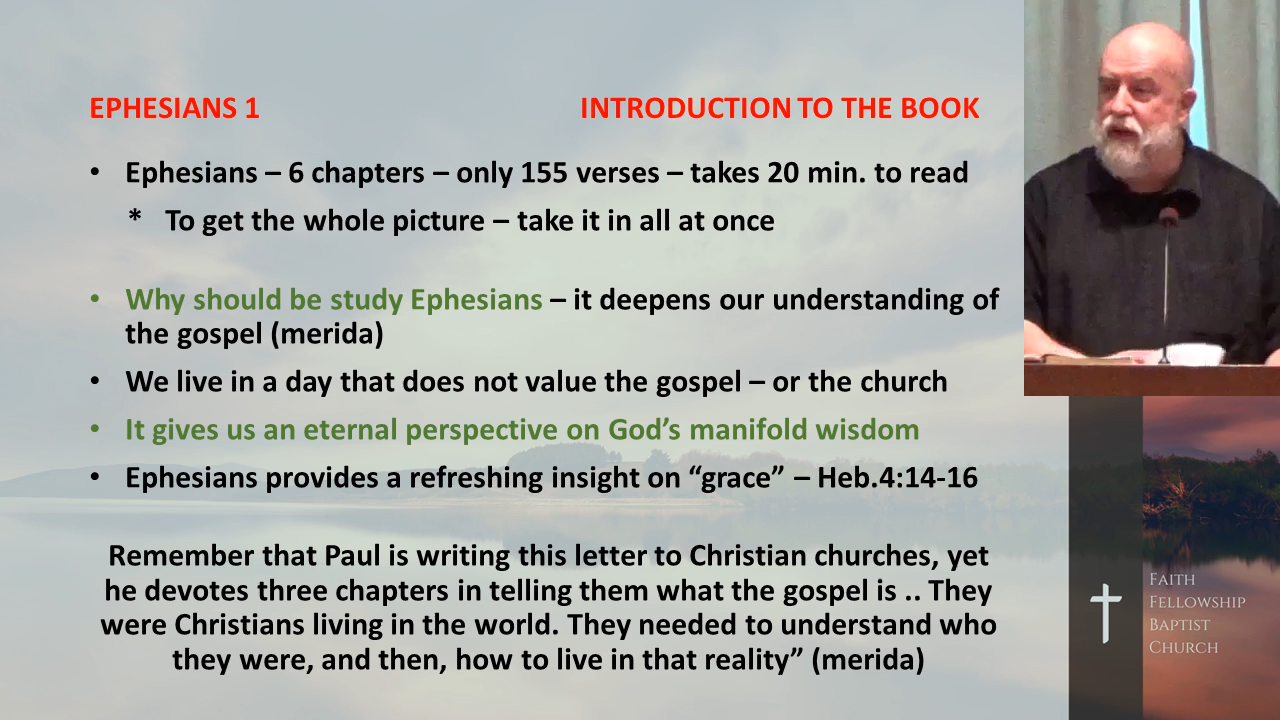 EPHESIANS 1 INTRODUCTION TO THE BOOK
• Ephesians – 6 chapters – only 155 verses – takes 20 min. to read
* To get the whole picture – take it in all at once
• Why should be study Ephesians – it deepens our understanding of
the gospel (merida)
• We live in a day that does not value the gospel – or the church
• It gives us an eternal perspective on God’s manifold wisdom
• Ephesians provides a refreshing insight on “grace” – Heb.4:14-16
Remember that Paul is writing this letter to Christian churches, yet
he devotes three chapters in telling them what the gospel is .. They
were Christians living in the world. They needed to understand who
they were, and then, how to live in that reality” (merida)
FAITH
FELLOWSHIP
BAPTIST
CHURCH